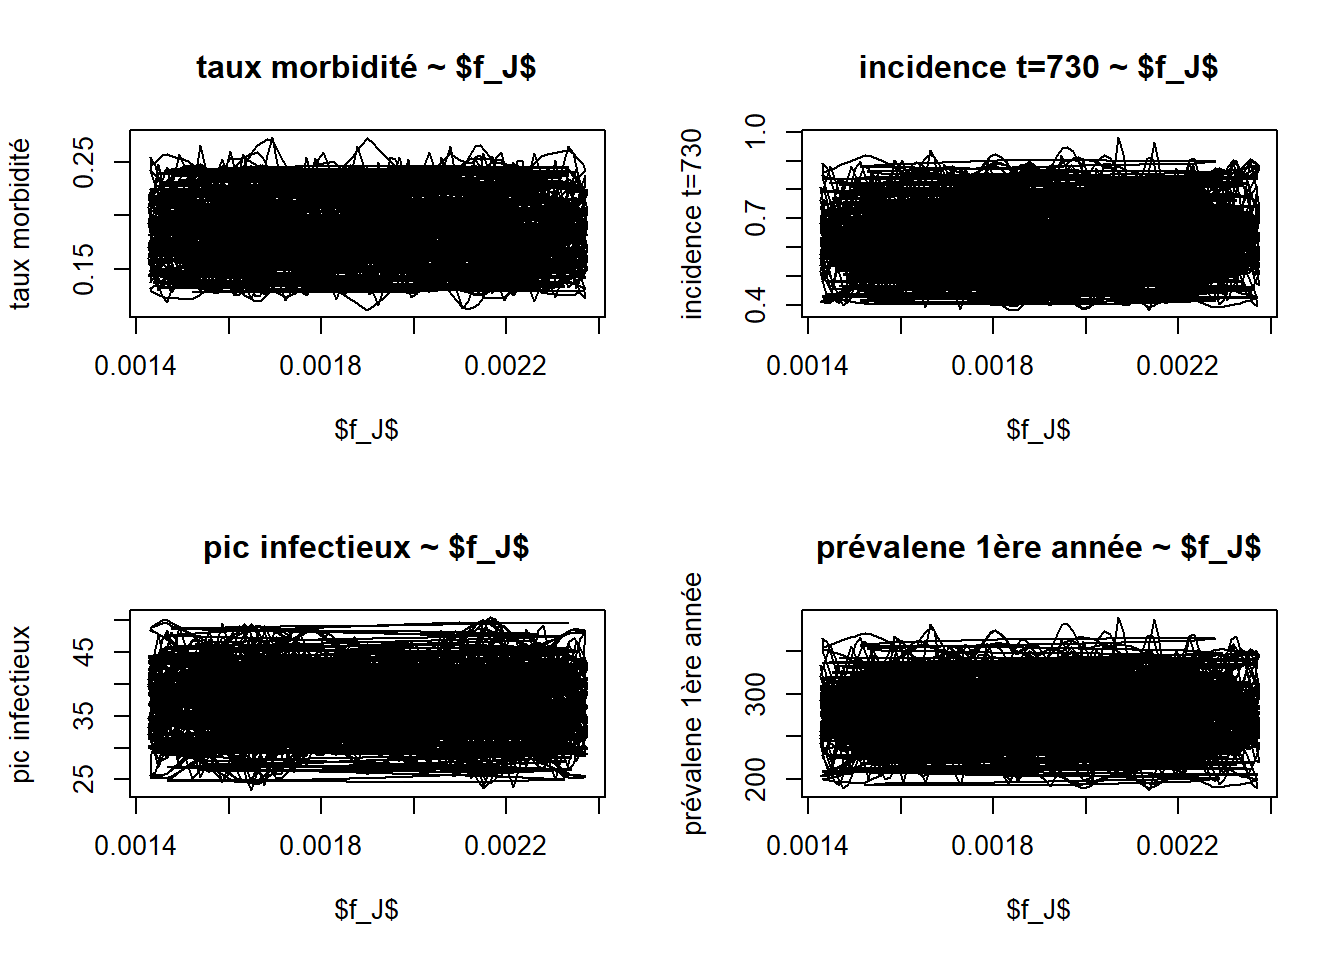 taux morbidité ~ $f_J$
taux morbidité
0.25
0.15
0.0014 0.0018 0.0022
$f_J$
incidence t=730 ~ $f_J$
incidence t=730
1.0
0.7
0.4
0.0014 0.0018 0.0022
$f_J$
pic infectieux ~ $f_J$
pic infectieux
45
35
25
0.0014 0.0018 0.0022
$f_J$
prévalene 1ère année ~ $f_J$
prévalene 1ère année
300
200
0.0014 0.0018 0.0022
$f_J$